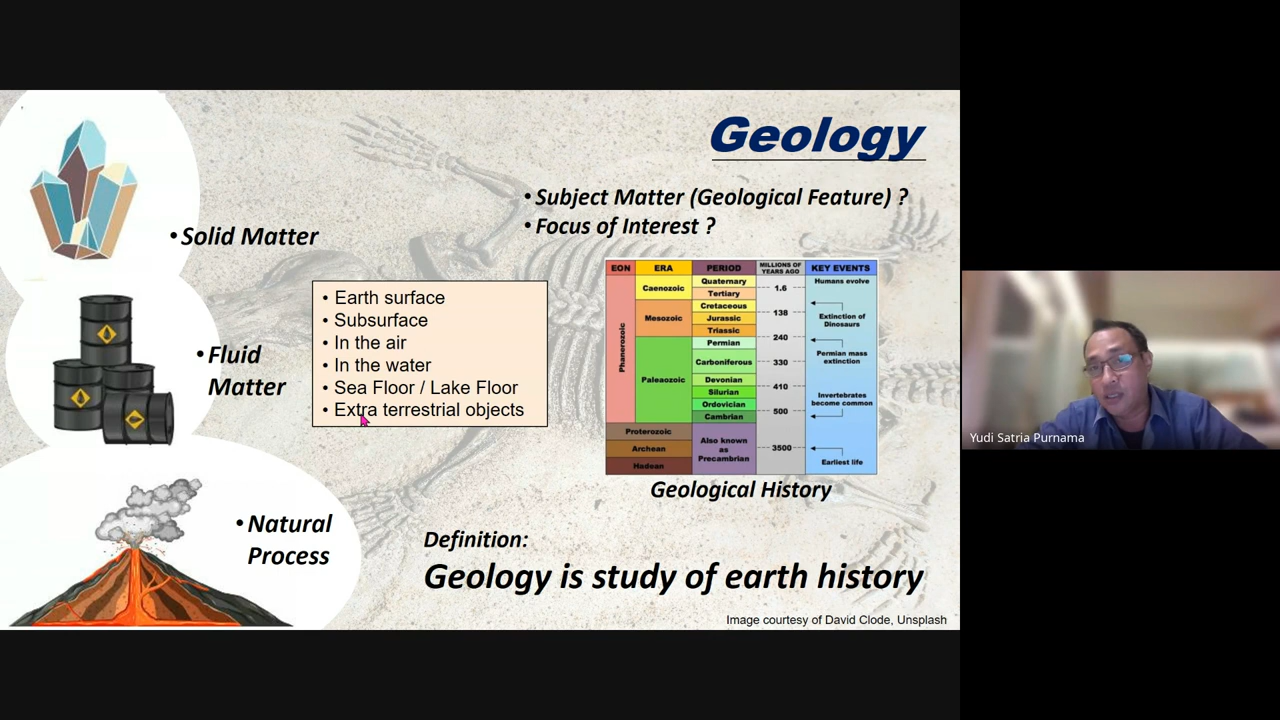 Geology
• Subject Matter (Geological Feature) ?
• Focus of Interest ?
• Solid Matter
• Fluid
Matter
• Natural
Process
• Earth surface
• Subsurface
• In the air
• In the water
• Sea Floor / Lake Floor
• Extra terrestrial objects
EON
ERA
PERIOD
MILLIONS OF
YEARS AGO
KEY EVENTS
Phanerozoic
Caenozoic
Mesozoic
Paleaozoic
Proterozoic
Archean
Hadean
Quaternary
Tertiary
Cretaceous
Jurassic
Triassic
Permian
Carboniferous
Devonian
Silurian
Ordovician
Cambrian
Also known
as
Precambrian
1.6
138
240
330
410
500
3500
Humans evolve
Extinction of
Dinosaurs
Permian mass
extinction
Invertebrates
become common
Earliest life
Geological History
Definition:
Geology is study of earth history
Image courtesy of David Clode, Unsplash
Yudi Satria Purnama